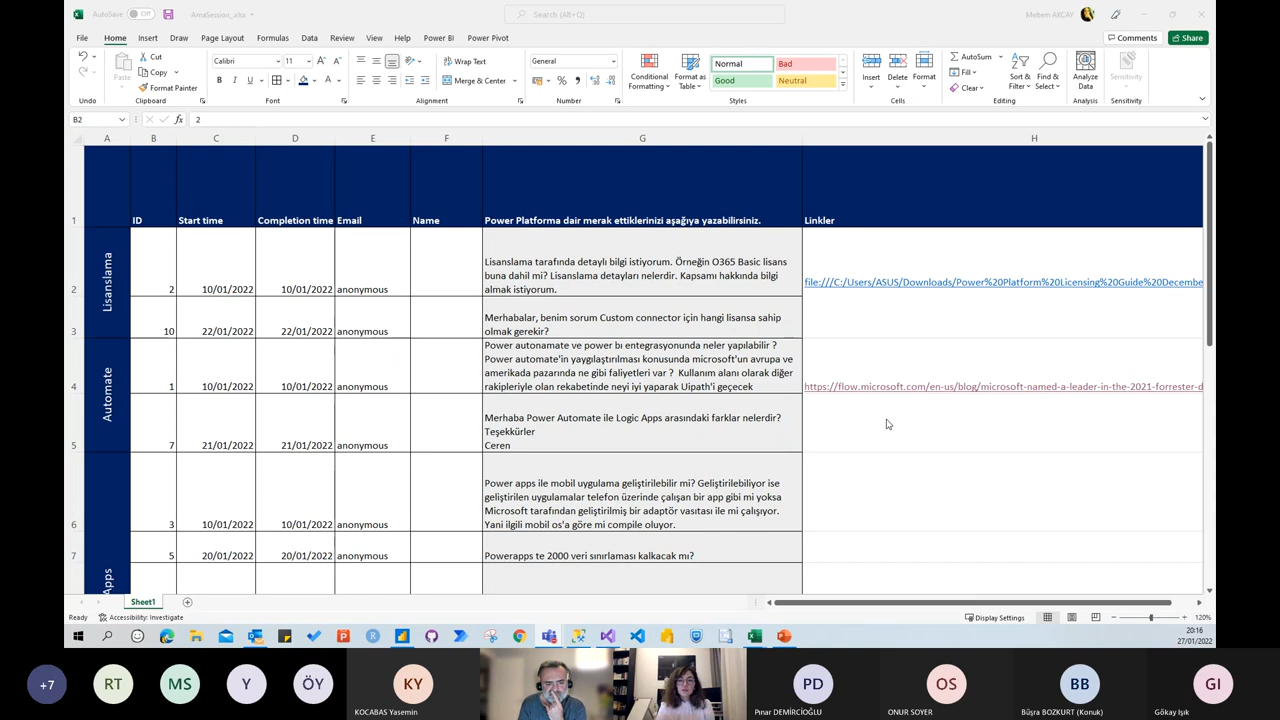 AutoSave Off AmaSession_.xlsx Search (Alt+Q) Meltem AKCAY
File Home Insert Draw Page Layout Formulas Data Review View Help Power BI Power Pivot Comments Share
Cut Calibri 11 Wrap Text General Normal Bad AutoSum
Paste Copy Fill
Format Painter Merge & Center Conditional Formatting Format as Table Good Neutral Insert Delete Format Clear Sort & Filter Find & Select Analyze Data Sensitivity
Undo Clipboard Font Alignment Number Styles Cells Editing Analysis Sensitivity
B2 fx 2
A B C D E F G H
1 ID Start time Completion time Email Name Power Platforma dair merak ettiklerinizi aşağıya yazabilirsiniz. Linkler
Lisanslama
2 2 10/01/2022 10/01/2022 anonymous
Lisanslama tarafında detaylı bilgi istiyorum. Örneğin O365 Basic lisans
buna dahil mi? Lisanslama detayları nelerdir. Kapsamı hakkında bilgi
almak istiyorum.
file:///C:/Users/ASUS/Downloads/Power%20Platform%20Licensing%20Guide%20Decembe
3 10 22/01/2022 22/01/2022 anonymous
Merhabalar, benim sorum Custom connector için hangi lisansa sahip
olmak gerekir?
Automate
4 1 10/01/2022 10/01/2022 anonymous
Power autonamate ve power bı entegrasyonunda neler yapılabilir ?
Power automate'in yaygılaştırılması konusunda microsoft'un avrupa ve
amerikada pazarında ne gibi faliyetleri var ? Kullanım alanı olarak diğer
rakipleriyle olan rekabetinde neyi iyi yaparak Uipath'i geçecek
https://flow.microsoft.com/en-us/blog/microsoft-named-a-leader-in-the-2021-forrester-d
5 7 21/01/2022 21/01/2022 anonymous
Merhaba Power Automate ile Logic Apps arasındaki farklar nelerdir?
Teşekkürler
Ceren
Apps
6 3 10/01/2022 10/01/2022 anonymous
Power apps ile mobil uygulama geliştirilebilir mi? Geliştirilebiliyor ise
geliştirilen uygulamalar telefon üzerinde çalışan bir app gibi mi yoksa
Microsoft tarafından geliştirilmiş bir adaptör vasıtası ile mi çalışıyor.
Yani ilgili mobil os'a göre mi compile oluyor.
7 5 20/01/2022 20/01/2022 anonymous Powerapps te 2000 veri sınırlaması kalkacak mı?
Sheet1
Ready Accessibility: Investigate Display Settings 120%
20:16
27/01/2022
+7 RT MS Y ÖY KY PD OS BB GI
KOCABAS Yasemin Pınar DEMİRCİOĞLU ONUR SOYER Büşra BOZKURT (Konuk) Gökay Işık